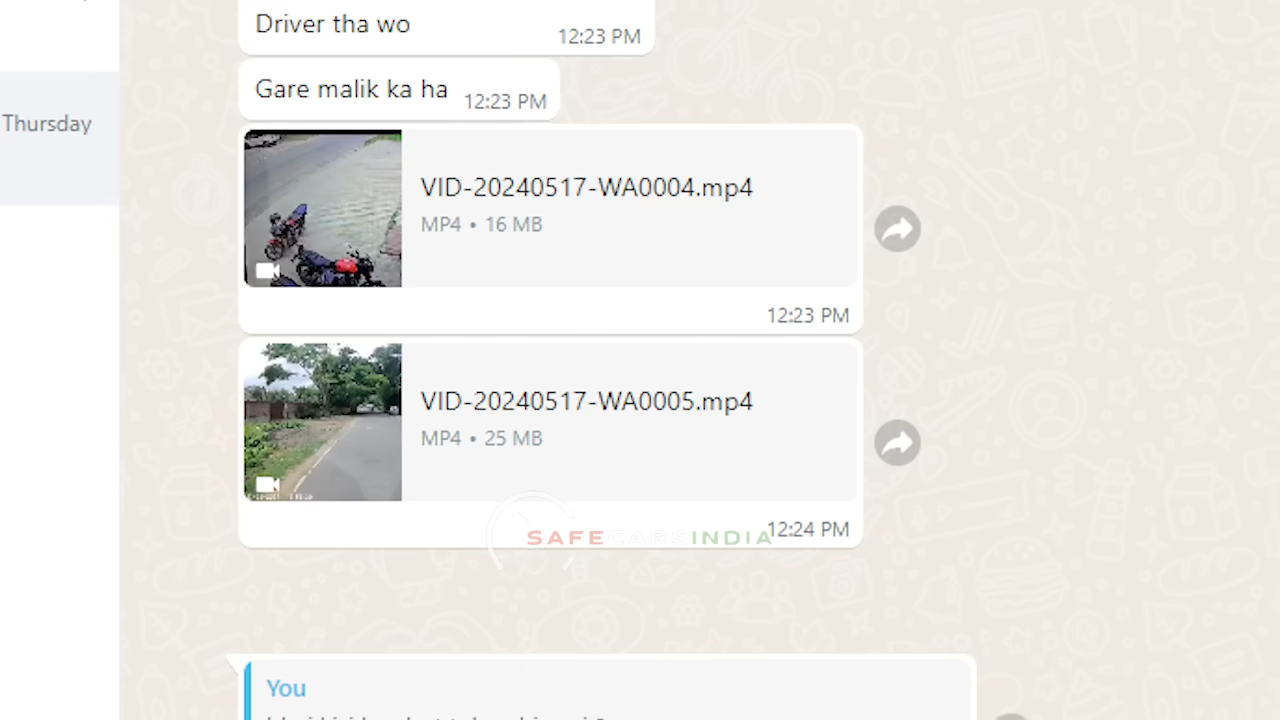 Driver tha wo
12:23 PM
Gare malik ka ha
12:23 PM
Thursday
VID-20240517-WA0004.mp4
MP4 • 16 MB
12:23 PM
VID-20240517-WA0005.mp4
MP4 • 25 MB
12:24 PM
SAFECARSINDIA
You